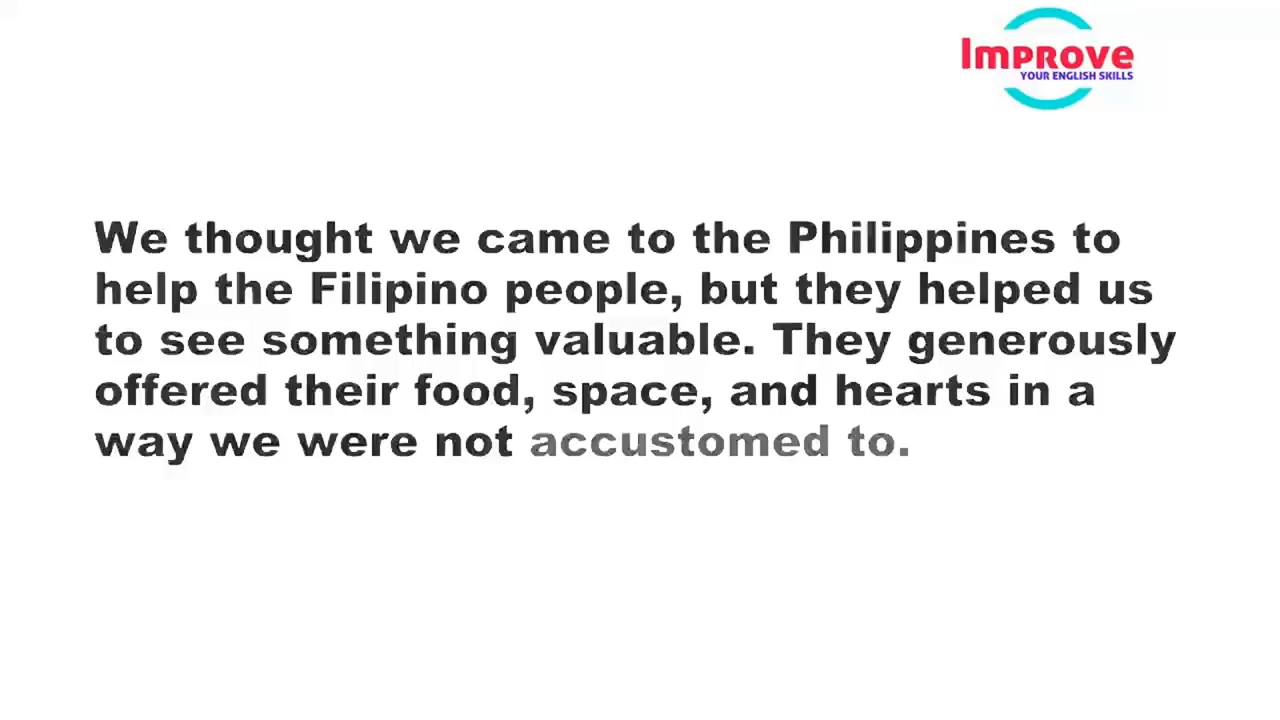 Improve
YOUR ENGLISH SKILLS
We thought we came to the Philippines to
help the Filipino people, but they helped us
to see something valuable. They generously
offered their food, space, and hearts in a
way we were not accustomed to.